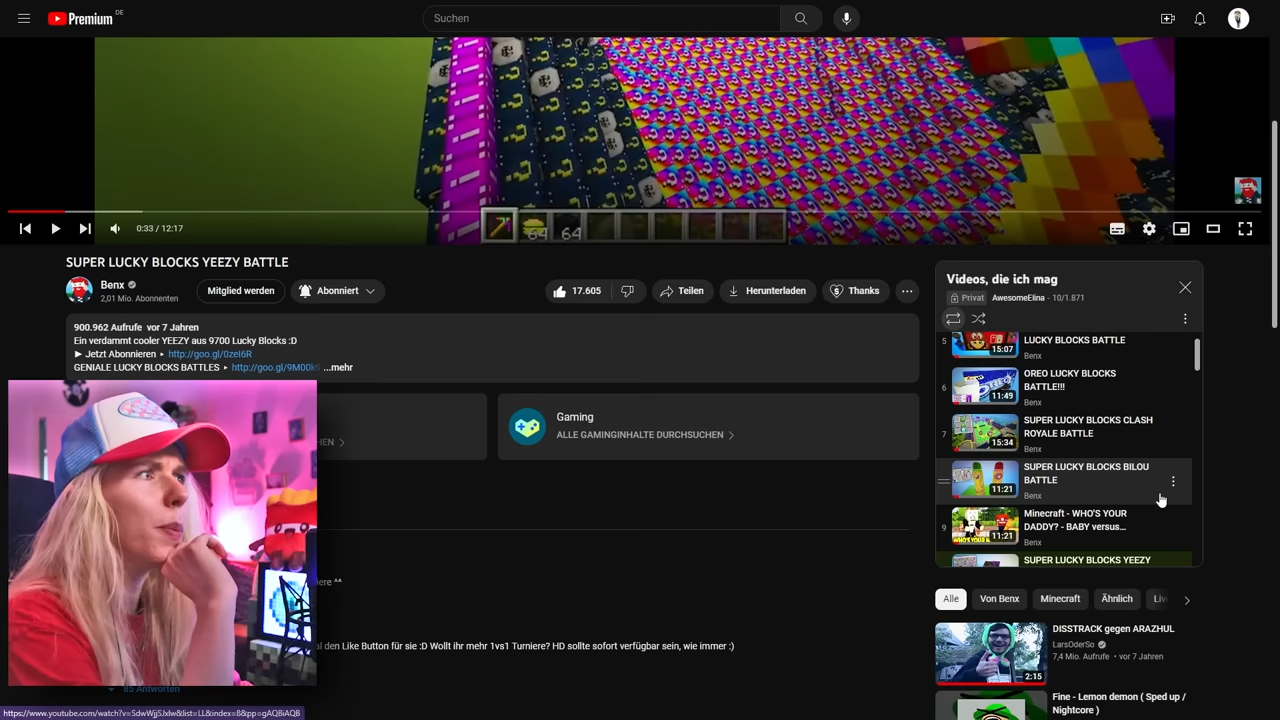 Premium DE
Suchen
64
64
0:33 / 12:17
SUPER LUCKY BLOCKS YEEZY BATTLE
Benx
2,01 Mio. Abonnenten
Mitglied werden
Abonniert
17.605
Teilen
Herunterladen
Thanks
900.962 Aufrufe vor 7 Jahren
Ein verdammt cooler YEEZY aus 9700 Lucky Blocks :D
► Jetzt Abonnieren ▸ http://goo.gl/0zeI6R
GENIALE LUCKY BLOCKS BATTLES ▸ http://goo.gl/9M00k9 ...mehr
Gaming
ALLE GAMINGINHALTE DURCHSUCHEN
Videos, die ich mag
Privat AwesomeElina - 10/1.871
5
15:07
LUCKY BLOCKS BATTLE
Benx
6
11:49
OREO LUCKY BLOCKS
BATTLE!!!
Benx
7
15:34
SUPER LUCKY BLOCKS CLASH
ROYALE BATTLE
Benx
11:21
SUPER LUCKY BLOCKS BILOU
BATTLE
Benx
9
11:21
Minecraft - WHO'S YOUR
DADDY? - BABY versus...
Benx
SUPER LUCKY BLOCKS YEEZY
Alle
Von Benx
Minecraft
Ähnlich
Liv
2:15
DISSTRACK gegen ARAZHUL
LarsOderSo
7,4 Mio. Aufrufe • vor 7 Jahren
Fine - Lemon demon ( Sped up /
Nightcore )
al den Like Button für sie :D Wollt ihr mehr 1vs1 Turniere? HD sollte sofort verfügbar sein, wie immer :)
85 Antworten